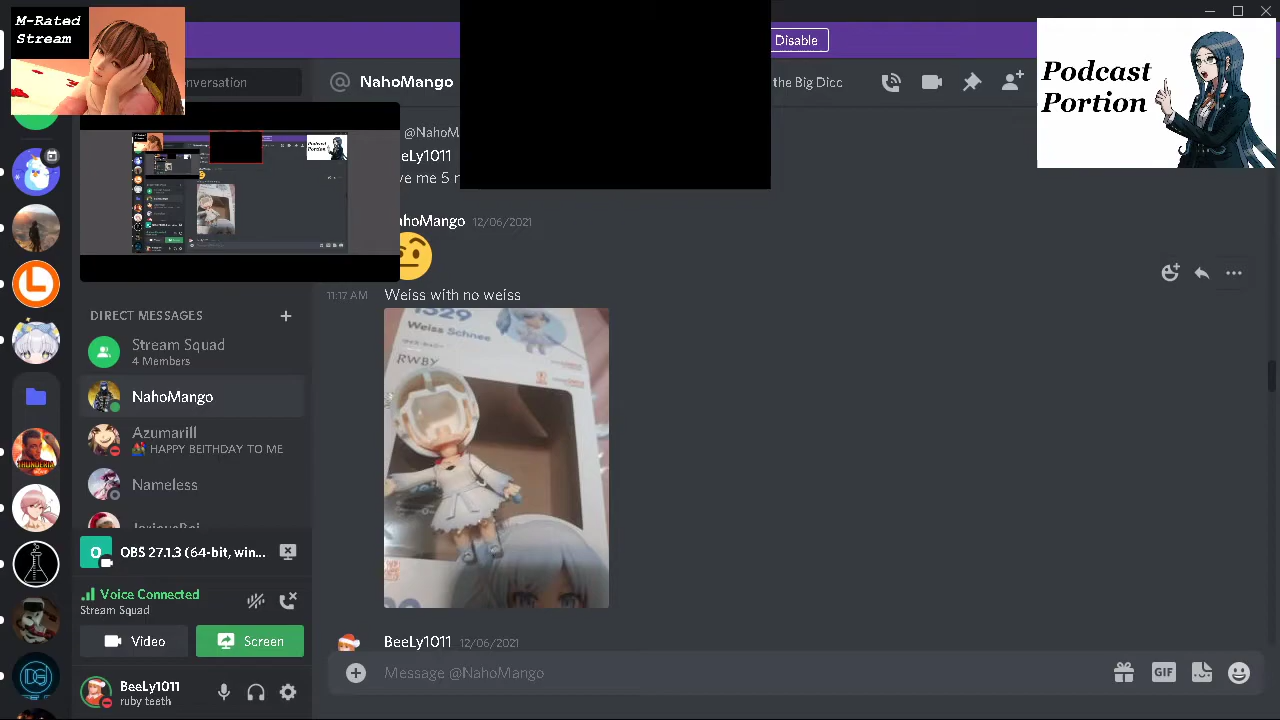 M-Rated
Stream
Disable
onversation
NahoMango
the Big Dicc
Podcast
Portion
@NahoM
eLy1011
ve me 5
ahoMango 12/06/2021
11:17 AM Weiss with no weiss
DIRECT MESSAGES
Stream Squad
4 Members
NahoMango
Azumarill
HAPPY BEITHDAY TO ME
Nameless
1329
Weiss Schnee
RWBY
OBS 27.1.3 (64-bit, win...
Voice Connected
Stream Squad
Video
Screen
BeeLy1011 12/06/2021
Message @NahoMango
GIF
BeeLy1011
ruby teeth